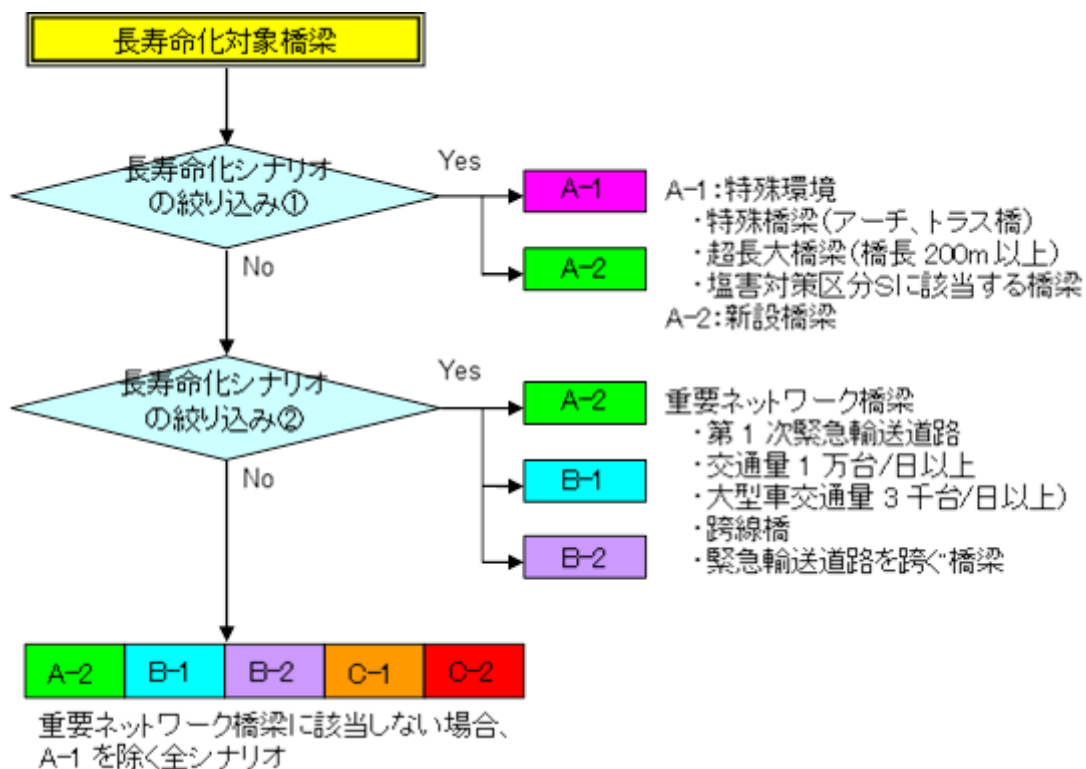 長寿命化対象橋梁
長寿命化シナリオ
の絞り込み①
Yes
No
A-1
A-2
A-1:特殊環境
・特殊橋梁(アーチ、トラス橋)
・超長大橋梁(橋長 200m 以上)
・塩害対策区分Sに該当する橋梁
A-2:新設橋梁
長寿命化シナリオ
の絞り込み②
Yes
No
A-2
B-1
B-2
重要ネットワーク橋梁
・第 1 次緊急輸送道路
・交通量 1 万台/日以上
・大型車交通量 3 千台/日以上)
・跨線橋
・緊急輸送道路を跨ぐ橋梁
A-2 B-1 B-2 C-1 C-2
重要ネットワーク橋梁に該当しない場合、
A-1 を除く全シナリオ